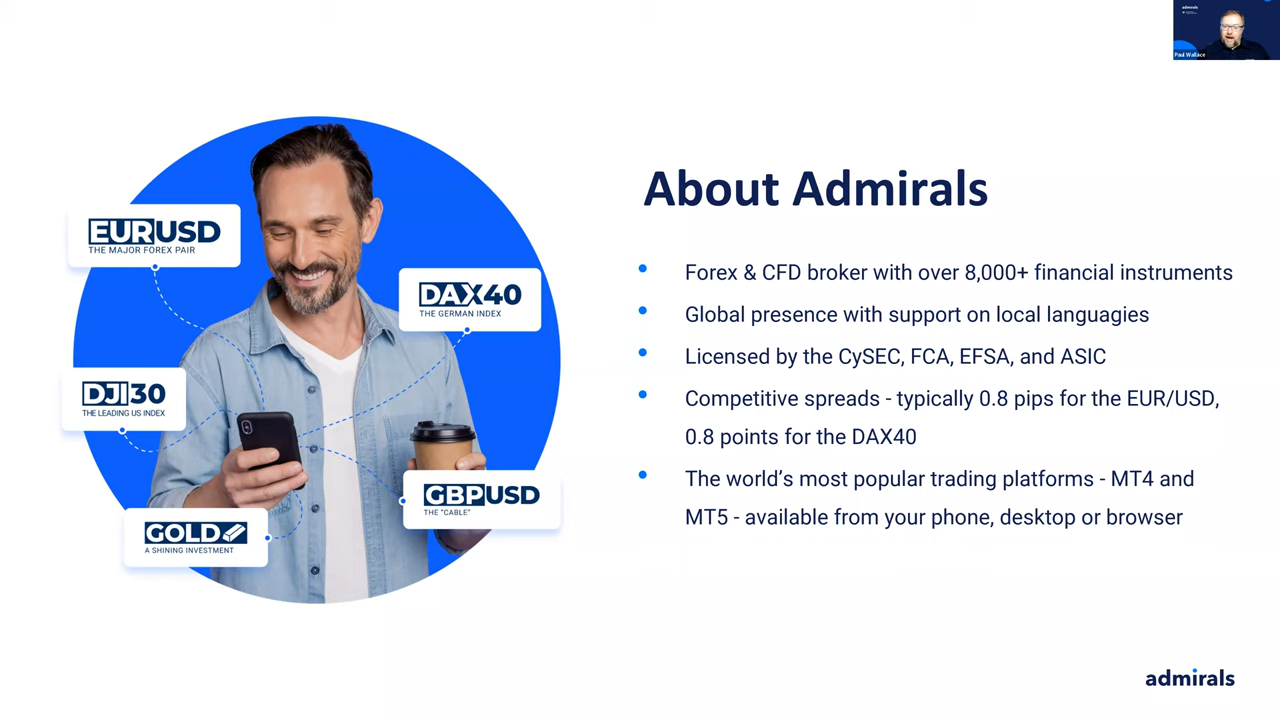 admirals
Paul Wallace
About Admirals
EURUSD
THE MAJOR FOREX PAIR
DAX40
THE GERMAN INDEX
DJI30
THE LEADING US INDEX
GBPUSD
THE "CABLE"
GOLD
A SHINING INVESTMENT
Forex & CFD broker with over 8,000+ financial instruments
Global presence with support on local languagies
Licensed by the CySEC, FCA, EFSA, and ASIC
Competitive spreads - typically 0.8 pips for the EUR/USD,
0.8 points for the DAX40
The world’s most popular trading platforms - MT4 and
MT5 - available from your phone, desktop or browser
admirals